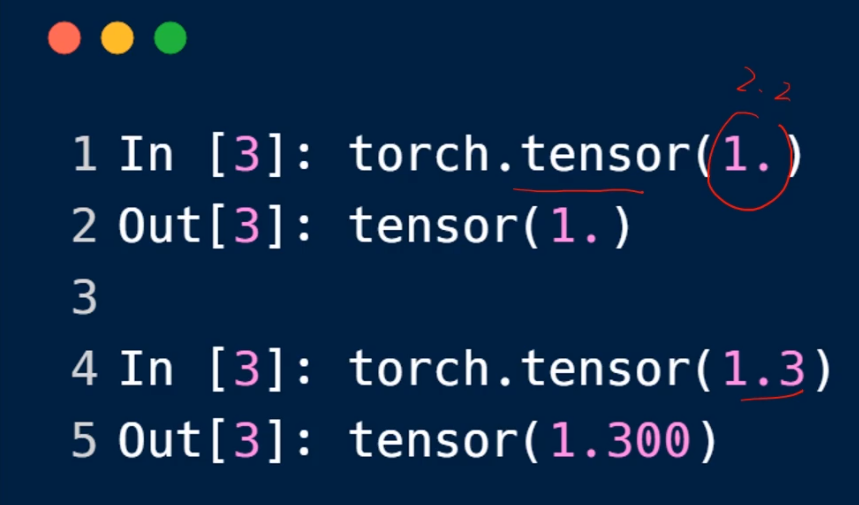 2.2
1 In [3]: torch.tensor(1.)
2 Out[3]: tensor(1.)
3
4 In [3]: torch.tensor(1.3)
5 Out[3]: tensor(1.300)